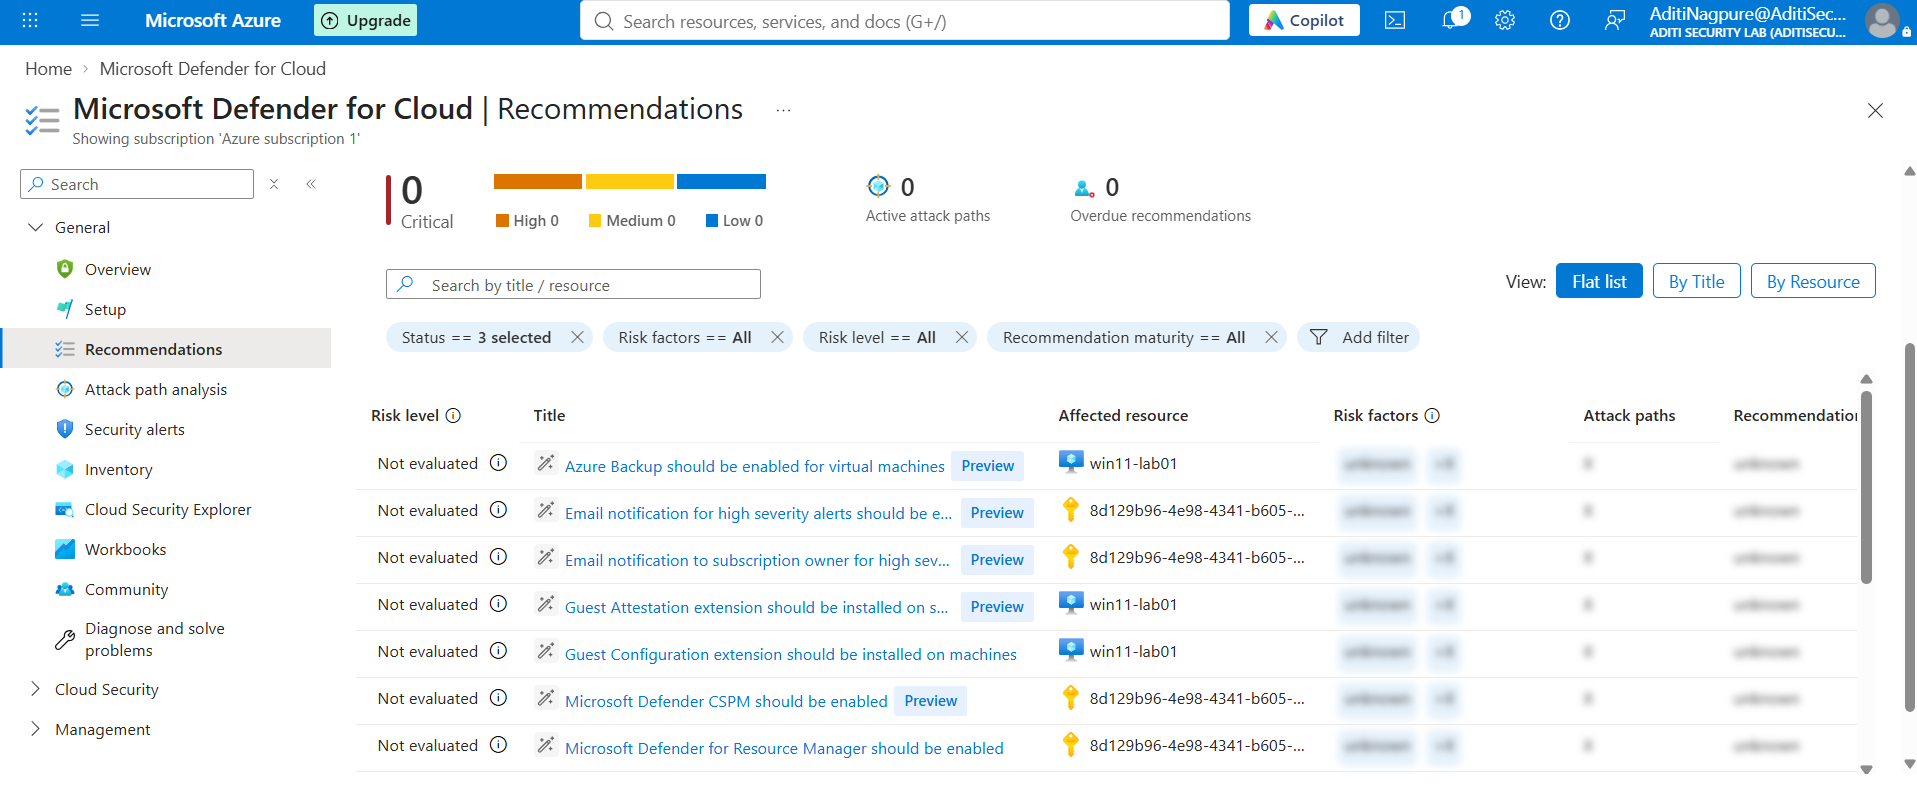 Microsoft Azure
Upgrade
Search resources, services, and docs (G+/)
Copilot
1
AditiNagpure@AditiSec...
ADITI SECURITY LAB (ADITISECU...
Home > Microsoft Defender for Cloud
Microsoft Defender for Cloud | Recommendations ...
Showing subscription 'Azure subscription 1'
Search
General
Overview
Setup
Recommendations
Attack path analysis
Security alerts
Inventory
Cloud Security Explorer
Workbooks
Community
Diagnose and solve
problems
Cloud Security
Management
0
Critical
High 0 Medium 0 Low 0
0
Active attack paths
0
Overdue recommendations
Search by title / resource
View: Flat list By Title By Resource
Status == 3 selected Risk factors == All Risk level == All Recommendation maturity == All Add filter
Risk level Title Affected resource Risk factors Attack paths Recommendation
Not evaluated Azure Backup should be enabled for virtual machines Preview win11-lab01
Not evaluated Email notification for high severity alerts should be e... Preview 8d129b96-4e98-4341-b605-...
Not evaluated Email notification to subscription owner for high sev... Preview 8d129b96-4e98-4341-b605-...
Not evaluated Guest Attestation extension should be installed on s... Preview win11-lab01
Not evaluated Guest Configuration extension should be installed on machines win11-lab01
Not evaluated Microsoft Defender CSPM should be enabled Preview 8d129b96-4e98-4341-b605-...
Not evaluated Microsoft Defender for Resource Manager should be enabled 8d129b96-4e98-4341-b605-...